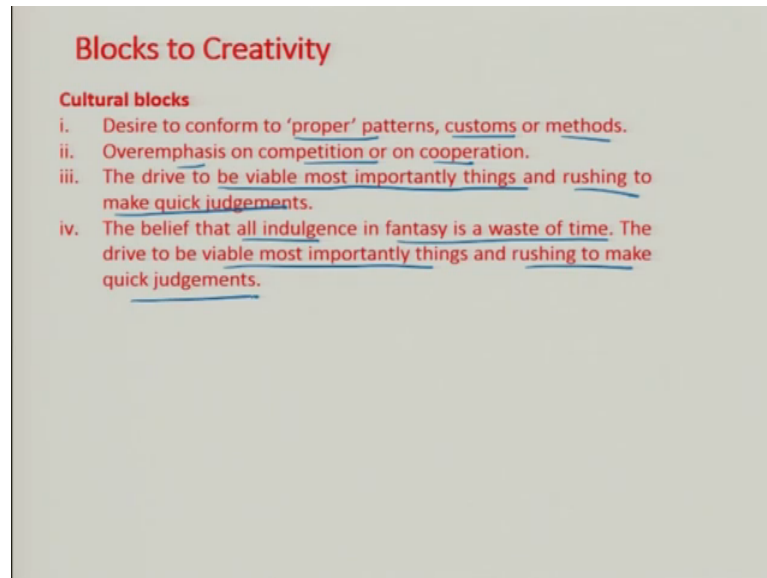 Blocks to Creativity
Cultural blocks
i. Desire to conform to ‘proper’ patterns, customs or methods.
ii. Overemphasis on competition or on cooperation.
iii. The drive to be viable most importantly things and rushing to
make quick judgements.
iv. The belief that all indulgence in fantasy is a waste of time. The
drive to be viable most importantly things and rushing to make
quick judgements.